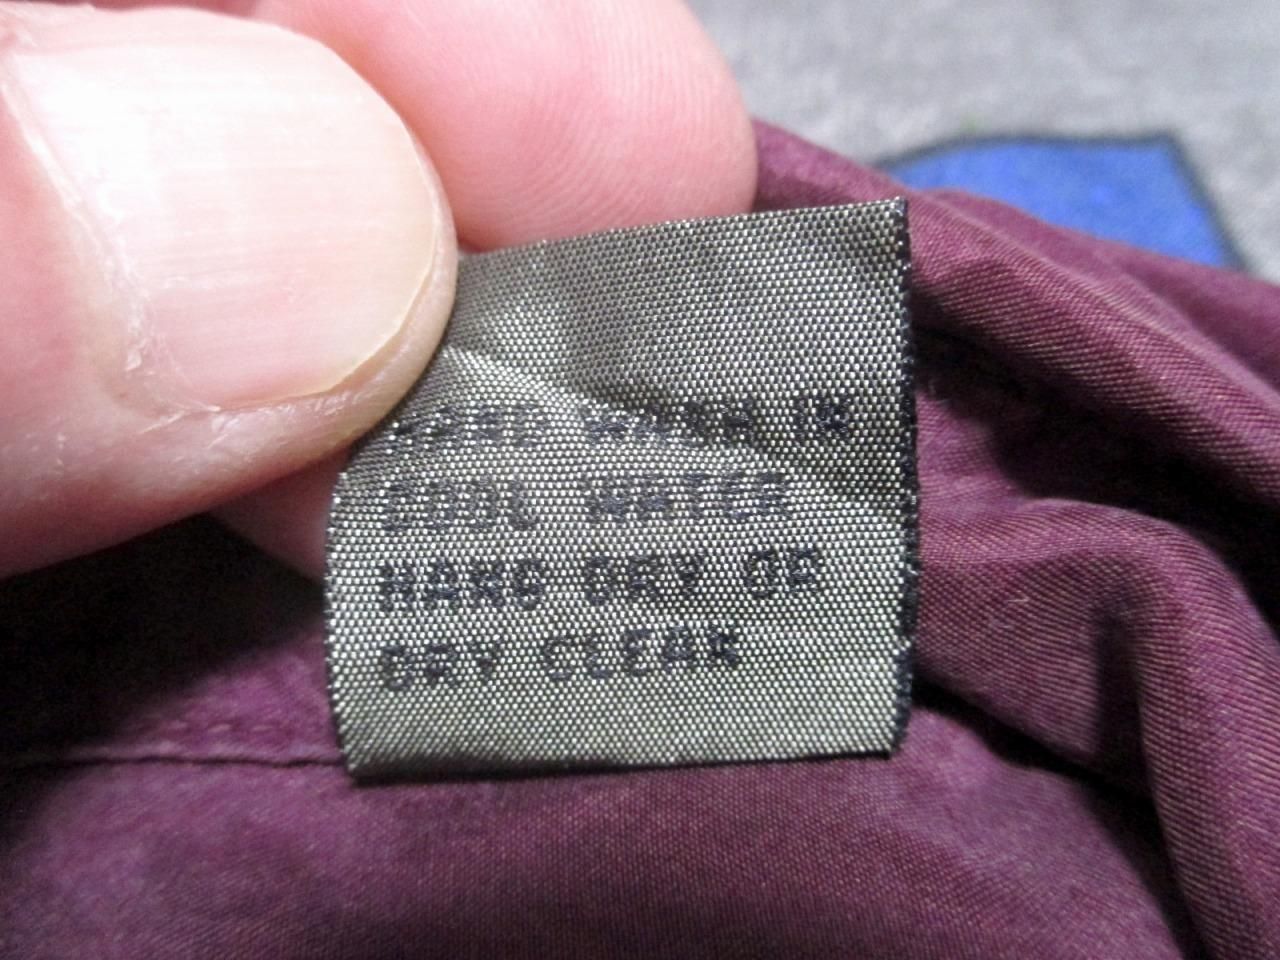 HAND WASH IN
COOL WATER
HANG DRY OR
DRY CLEAN